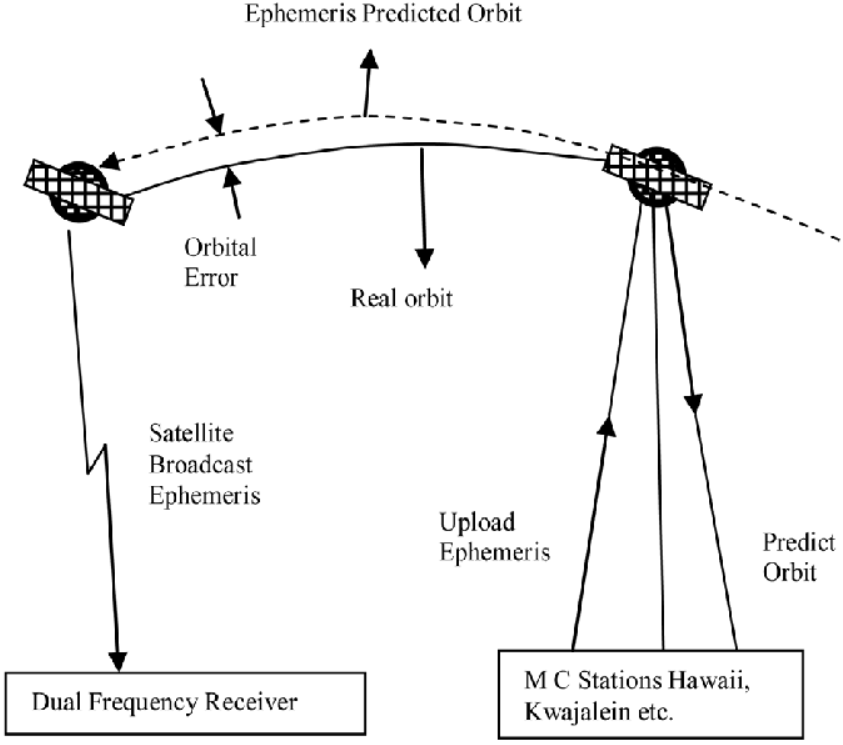 Ephemeris Predicted Orbit
Orbital
Error
Real orbit
Satellite
Broadcast
Ephemeris
Upload
Ephemeris
Predict
Orbit
Dual Frequency Receiver
M C Stations Hawaii,
Kwajalein etc.